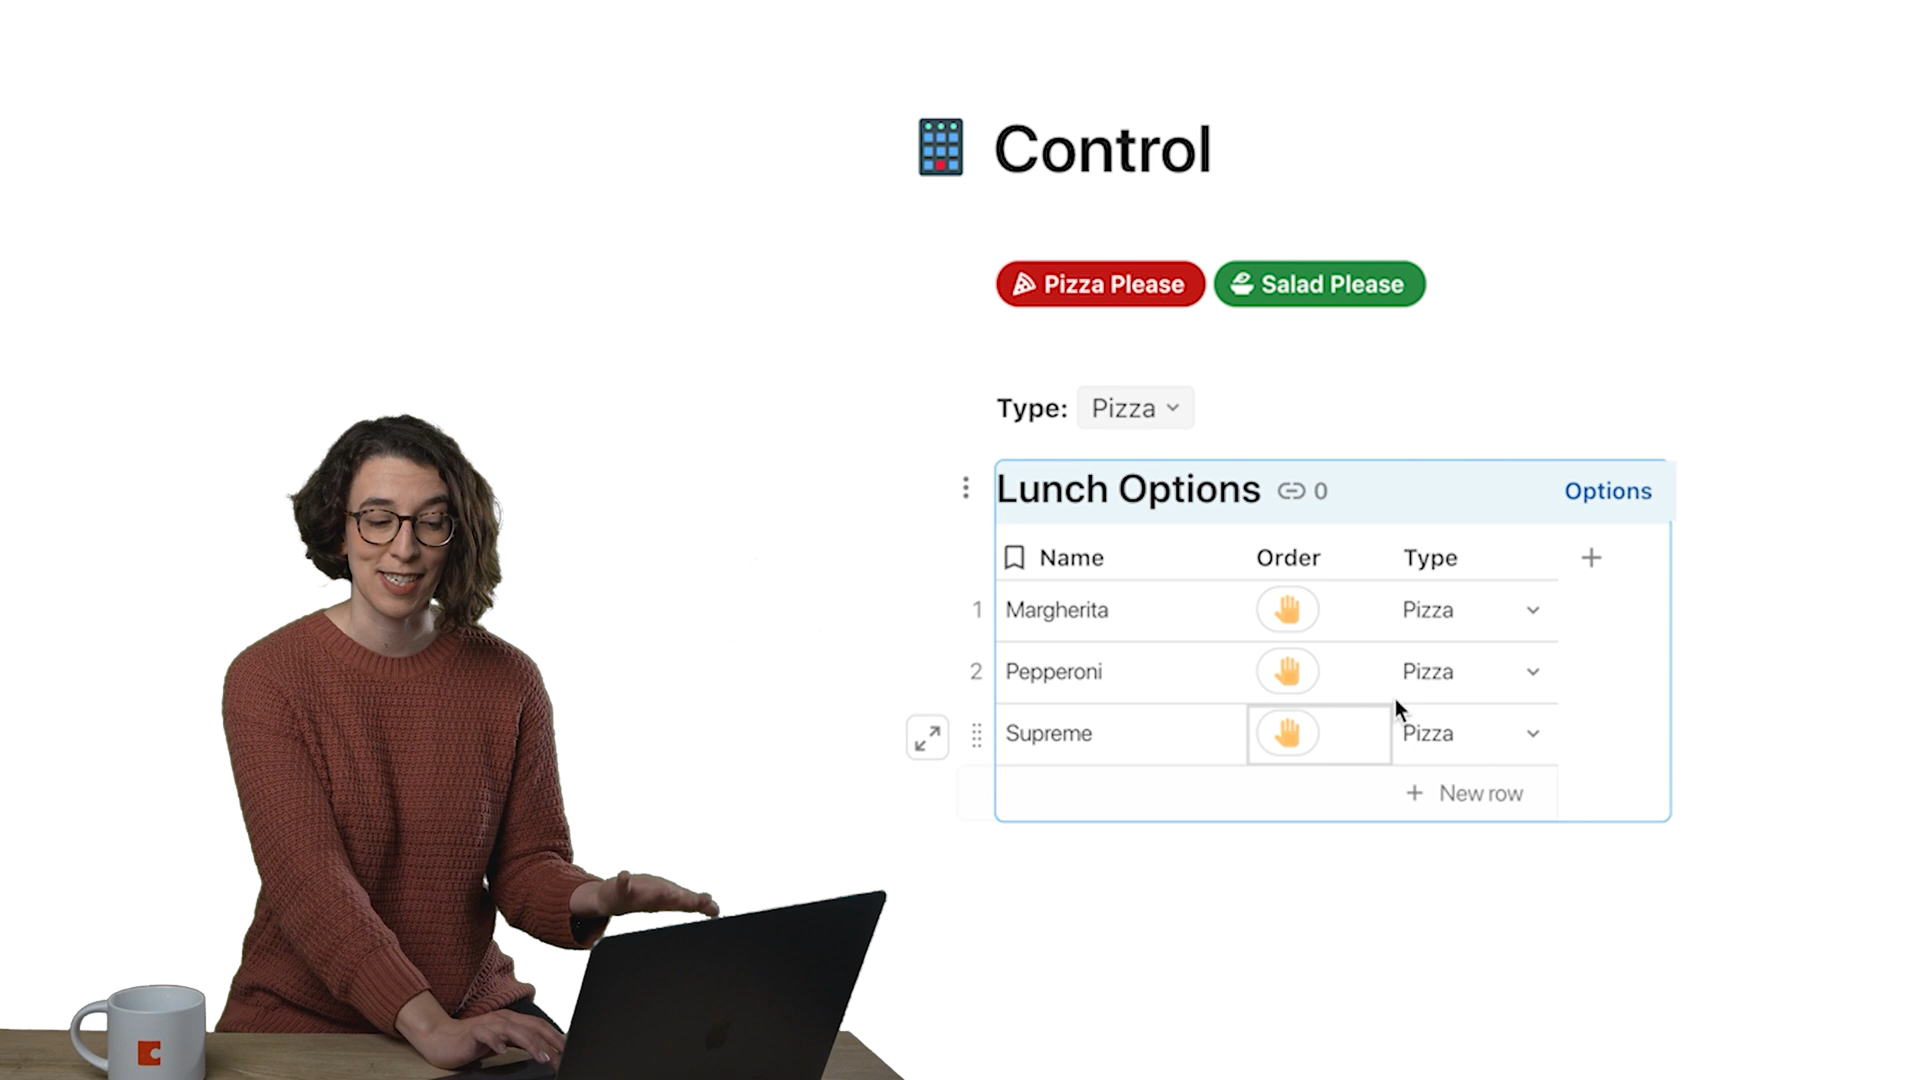 Control
Pizza Please Salad Please
Type: Pizza
Lunch Options 0 Options
Name Order Type
1 Margherita Pizza
2 Pepperoni Pizza
Supreme Pizza
+ New row